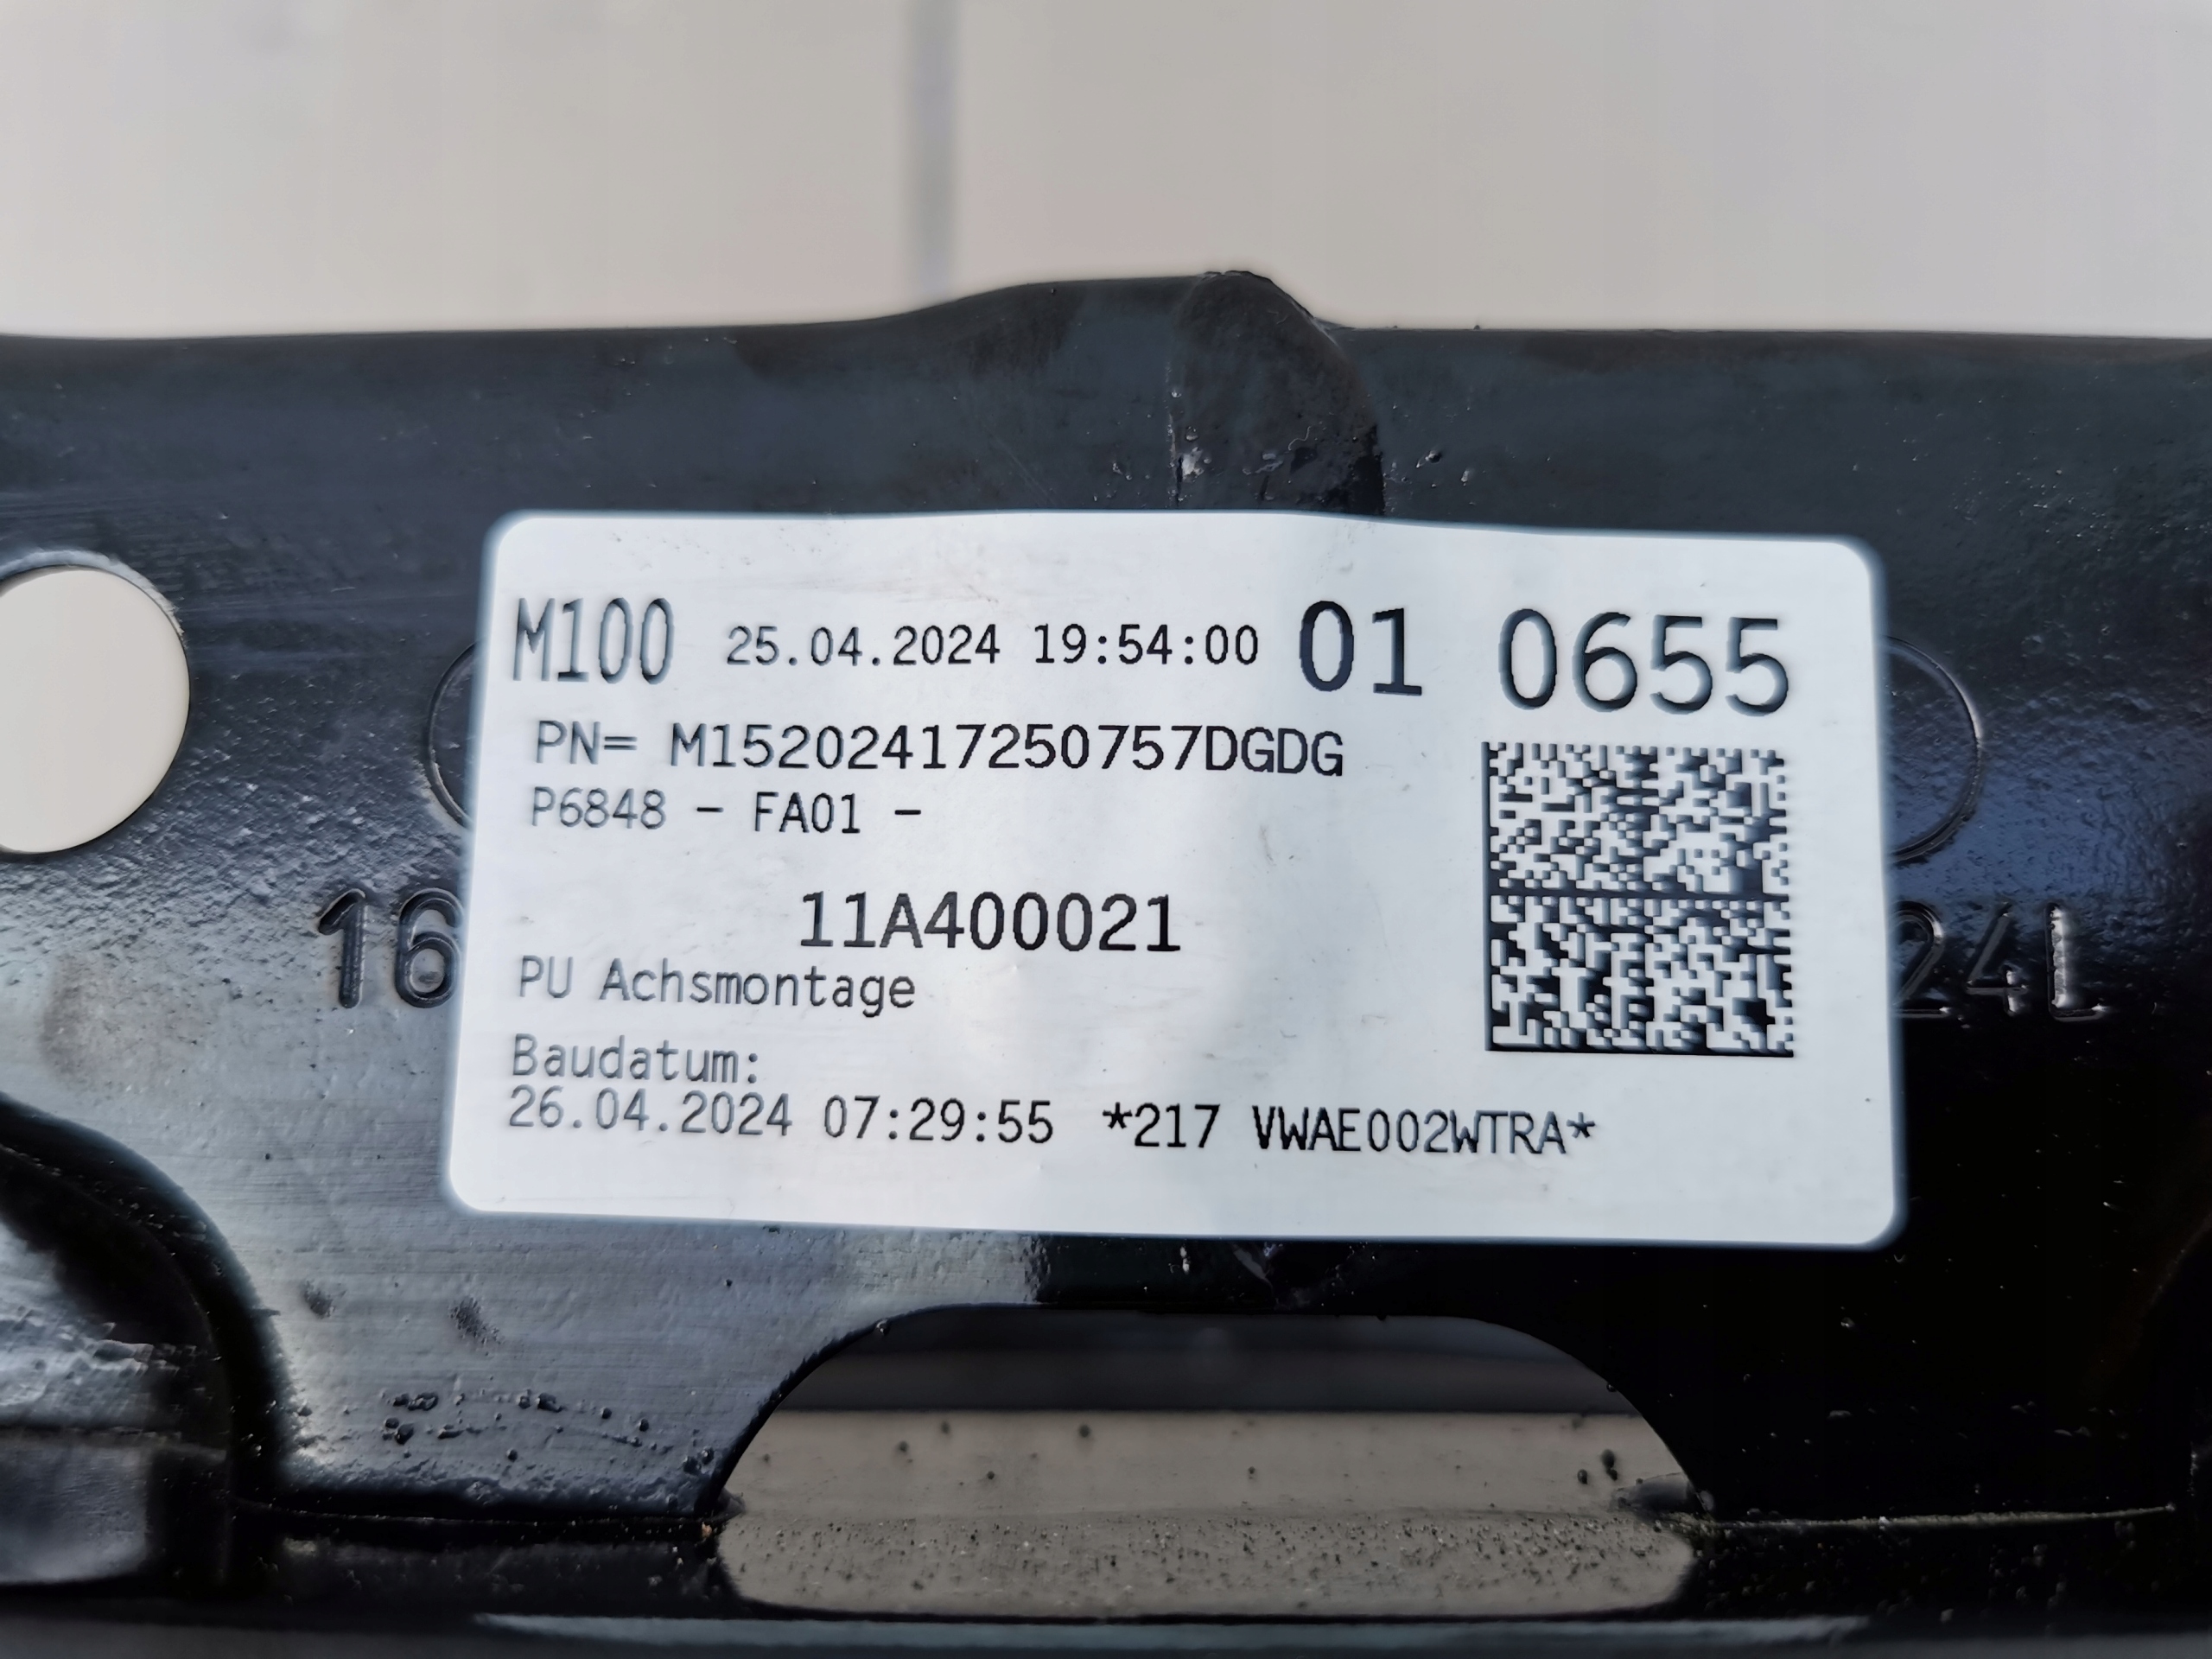 M100 25.04.2024 19:54:00 01 0655
PN= M15202417250757DGDG
P6848 - FA01 -
11A400021
PU Achsmontage
Baudatum:
26.04.2024 07:29:55 *217 VWAE002WTRA*
16
24L